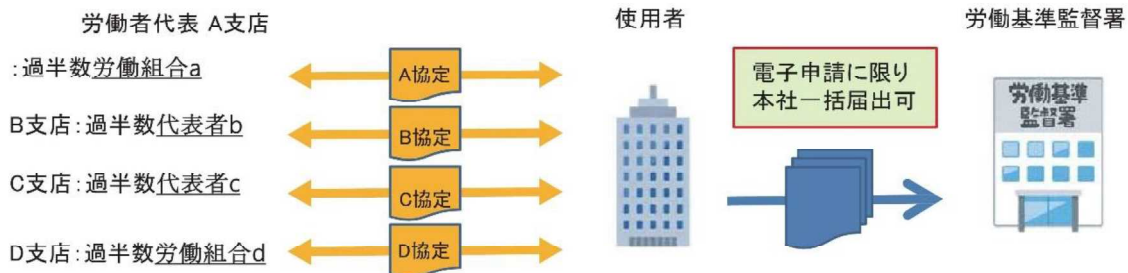 労働者代表 A支店
使用者
労働基準監督署
:過半数労働組合a
A協定
電子申請に限り
本社一括届出可
労働基準
監督署
B支店:過半数代表者b
B協定
C支店:過半数代表者c
C協定
D支店:過半数労働組合d
D協定